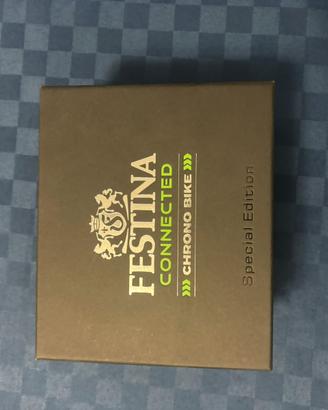 FESTINA
CONNECTED
CHRONO BIKE
Special Edition